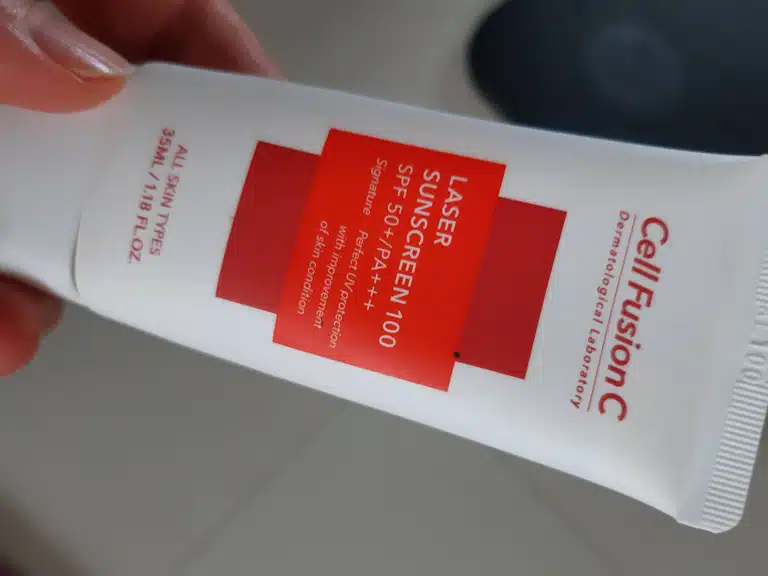 Cell Fusion C
Dermatological Laboratory
LASER
SUNSCREEN 100
SPF 50+/PA+++
Signature Perfect UV protection
with improvement
of skin condition
ALL SKIN TYPES
35ML / 1.18 FL.OZ.